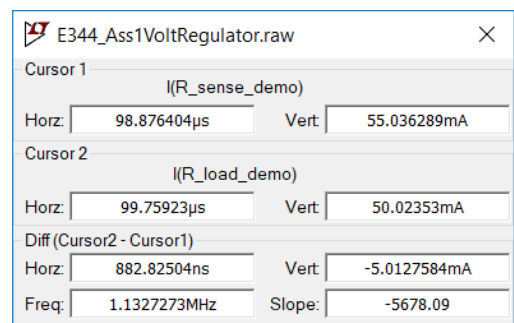 E344_Ass1VoltRegulator.raw
Cursor 1
I(R_sense_demo)
Horz: 98.876404µs Vert: 55.036289mA
Cursor 2
I(R_load_demo)
Horz: 99.75923µs Vert: 50.02353mA
Diff (Cursor2 - Cursor1)
Horz: 882.82504ns Vert: -5.0127584mA
Freq: 1.1327273MHz Slope: -5678.09